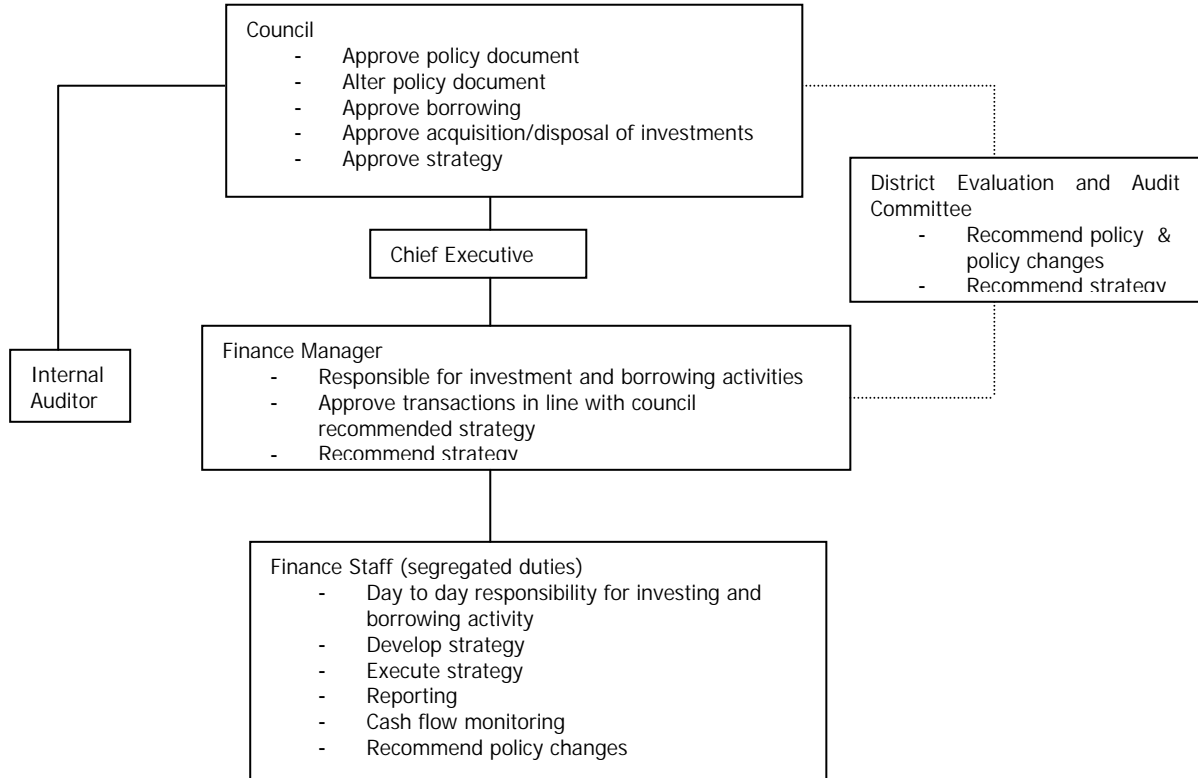 Council
- Approve policy document
- Alter policy document
- Approve borrowing
- Approve acquisition/disposal of investments
- Approve strategy
District Evaluation and Audit
Committee
- Recommend policy &
policy changes
- Recommend strategy
Chief Executive
Finance Manager
- Responsible for investment and borrowing activities
- Approve transactions in line with council
recommended strategy
- Recommend strategy
Internal
Auditor
Finance Staff (segregated duties)
- Day to day responsibility for investing and
borrowing activity
- Develop strategy
- Execute strategy
- Reporting
- Cash flow monitoring
- Recommend policy changes